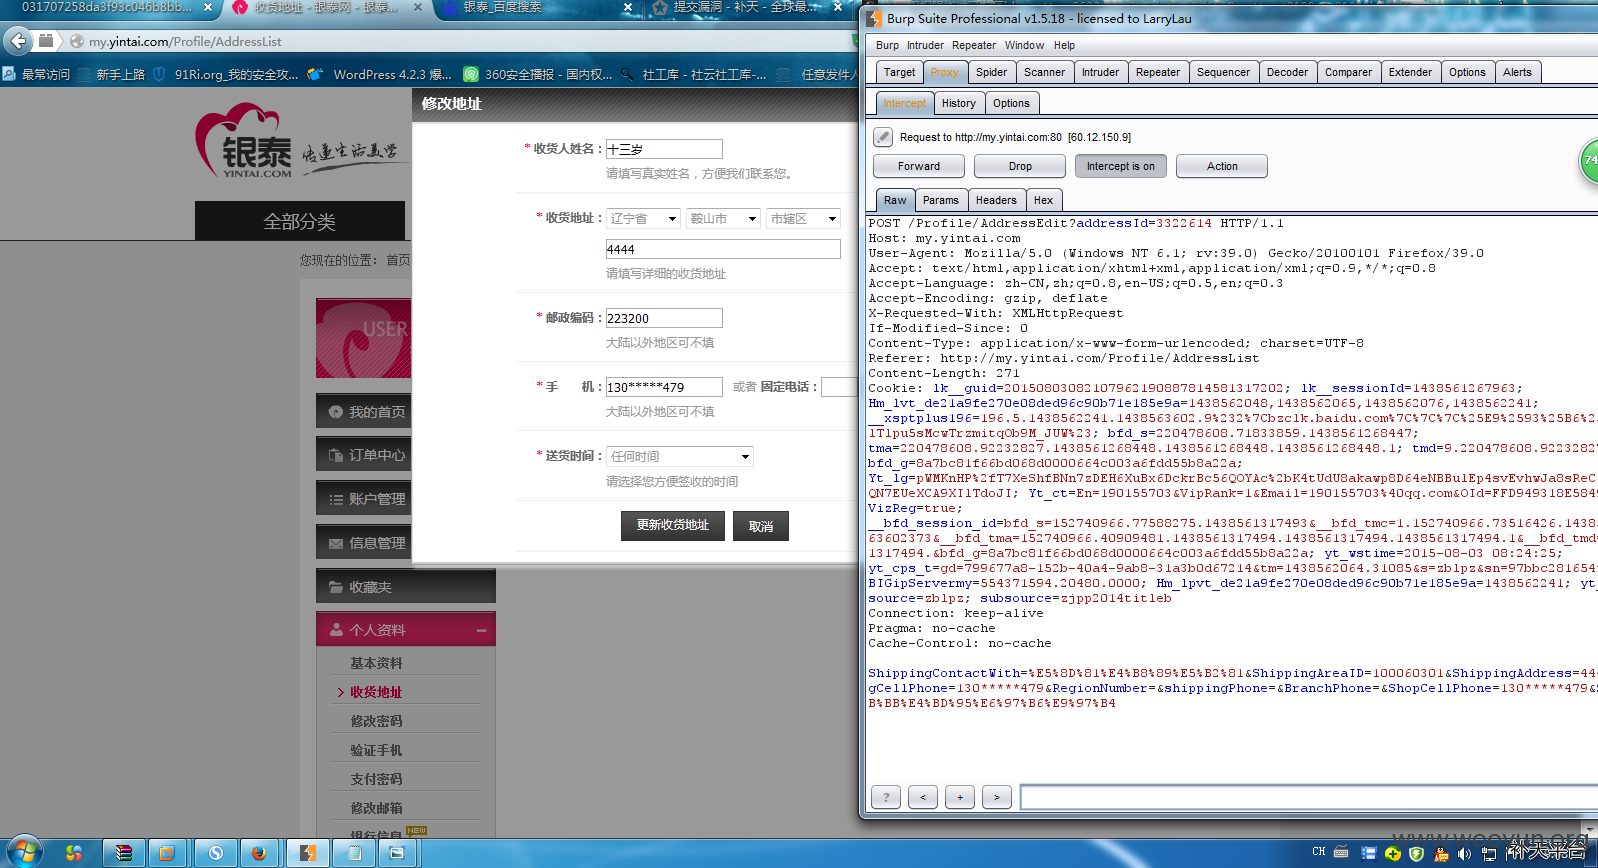 031707258da3f93c046b8bb...
收货地址 - 银泰网 - 银泰...
银泰_百度搜索
提交漏洞 - 补天 - 全球最...
my.yintai.com/Profile/AddressList
最常访问
新手上路
91Ri.org_我的安全攻...
WordPress 4.2.3 爆...
360安全播报 - 国内权...
社工库 - 社云社工库-...
任意发件人
银泰
YINTAI.COM
传递生活美学
全部分类
您现在的位置： 首页
USER
我的首页
订单中心
账户管理
信息管理
收藏夹
个人资料
基本资料
> 收货地址
修改密码
验证手机
支付密码
修改邮箱
银行信息 NEW
修改地址
* 收货人姓名： 十三岁
请填写真实姓名，方便我们联系您。
* 收货地址： 辽宁省 鞍山市 市辖区
4444
请填写详细的收货地址
* 邮政编码： 223200
大陆以外地区可不填
* 手 机： 130*****479 或者 固定电话：
大陆以外地区可不填
* 送货时间： 任何时间
请选择您方便签收的时间
更新收货地址 取消
Burp Suite Professional v1.5.18 - licensed to LarryLau
Burp Intruder Repeater Window Help
Target Proxy Spider Scanner Intruder Repeater Sequencer Decoder Comparer Extender Options Alerts
Intercept History Options
Request to http://my.yintai.com:80 [60.12.150.9]
Forward Drop Intercept is on Action
74
Raw Params Headers Hex
POST /Profile/AddressEdit?addressId=3322614 HTTP/1.1
Host: my.yintai.com
User-Agent: Mozilla/5.0 (Windows NT 6.1; rv:39.0) Gecko/20100101 Firefox/39.0
Accept: text/html,application/xhtml+xml,application/xml;q=0.9,*/*;q=0.8
Accept-Language: zh-CN,zh;q=0.8,en-US;q=0.5,en;q=0.3
Accept-Encoding: gzip, deflate
X-Requested-With: XMLHttpRequest
If-Modified-Since: 0
Content-Type: application/x-www-form-urlencoded; charset=UTF-8
Referer: http://my.yintai.com/Profile/AddressList
Content-Length: 271
Cookie: lk__guid=20150803082107962190887814581317202; lk__sessionId=1438561267963;
Hm_lvt_de21a9fe270e08ded96c90b71e185e9a=1438562048,1438562065,1438562076,1438562241;
__xsptplus196=196.5.1438562241.1438563602.9%232%7Cbzclk.baidu.com%7C%7C%7C%25E9%2593%25B6%2
lTlpu5sMcwTrzmitqOb9M_JUW%23; bfd_s=220478608.71833859.1438561268447;
tma=220478608.92232827.1438561268448.1438561268448.1438561268448.1; tmd=9.220478608.9223282
bfd_g=8a7bc81f66bd068d0000664c003a6fdd55b8a22a;
Yt_lg=pWMKnHP%2fT7XeShfBNn7zDEH6XuBx6DckrBc56QOYAc%2bK4tUdU8akawp8D64eNBBulEp4svEvhwJa8sReC
QN7EUeXCA9XIlTdoJI; Yt_ct=En=190155703&VipRank=1&Email=190155703%40qq.com&OId=FFD949318E584
VizReg=true;
__bfd_session_id=bfd_s=152740966.77588275.1438561317493&__bfd_tmc=1.152740966.73516426.1438
63602373&__bfd_tma=152740966.40909481.1438561317494.1438561317494.1438561317494.1&__bfd_tmd=
1317494.&bfd_g=8a7bc81f66bd068d0000664c003a6fdd55b8a22a; yt_wstime=2015-08-03 08:24:25;
yt_cps_t=gd=799677a8-152b-40a4-9ab8-31a3b0d67214&tm=1438562064.31085&s=zblpz&sn=97bbc281654
BIGipServermy=554371594.20480.0000; Hm_lpvt_de21a9fe270e08ded96c90b71e185e9a=1438562241; yt_
source=zblpz; subsource=zjpp2014titleb
Connection: keep-alive
Pragma: no-cache
Cache-Control: no-cache
ShippingContactWith=%E5%8D%81%E4%B8%89%E5%B2%81&ShippingAreaID=100060301&ShippingAddress=44
gCellPhone=130*****479&RegionNumber=&shippingPhone=&BranchPhone=&ShopCellPhone=130*****479&
B%BB%E4%BD%95%E6%97%B6%E9%97%B4
? < + >
www.wooyun.org
CH
补天平台